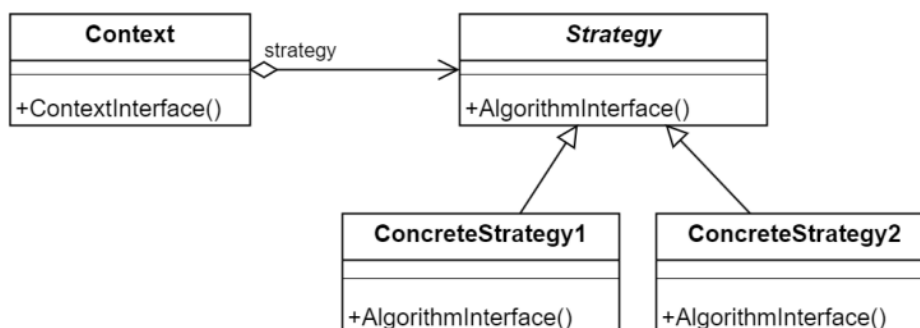 Context
Strategy
strategy
+ContextInterface()
+AlgorithmInterface()
ConcreteStrategy1
ConcreteStrategy2
+AlgorithmInterface()
+AlgorithmInterface()